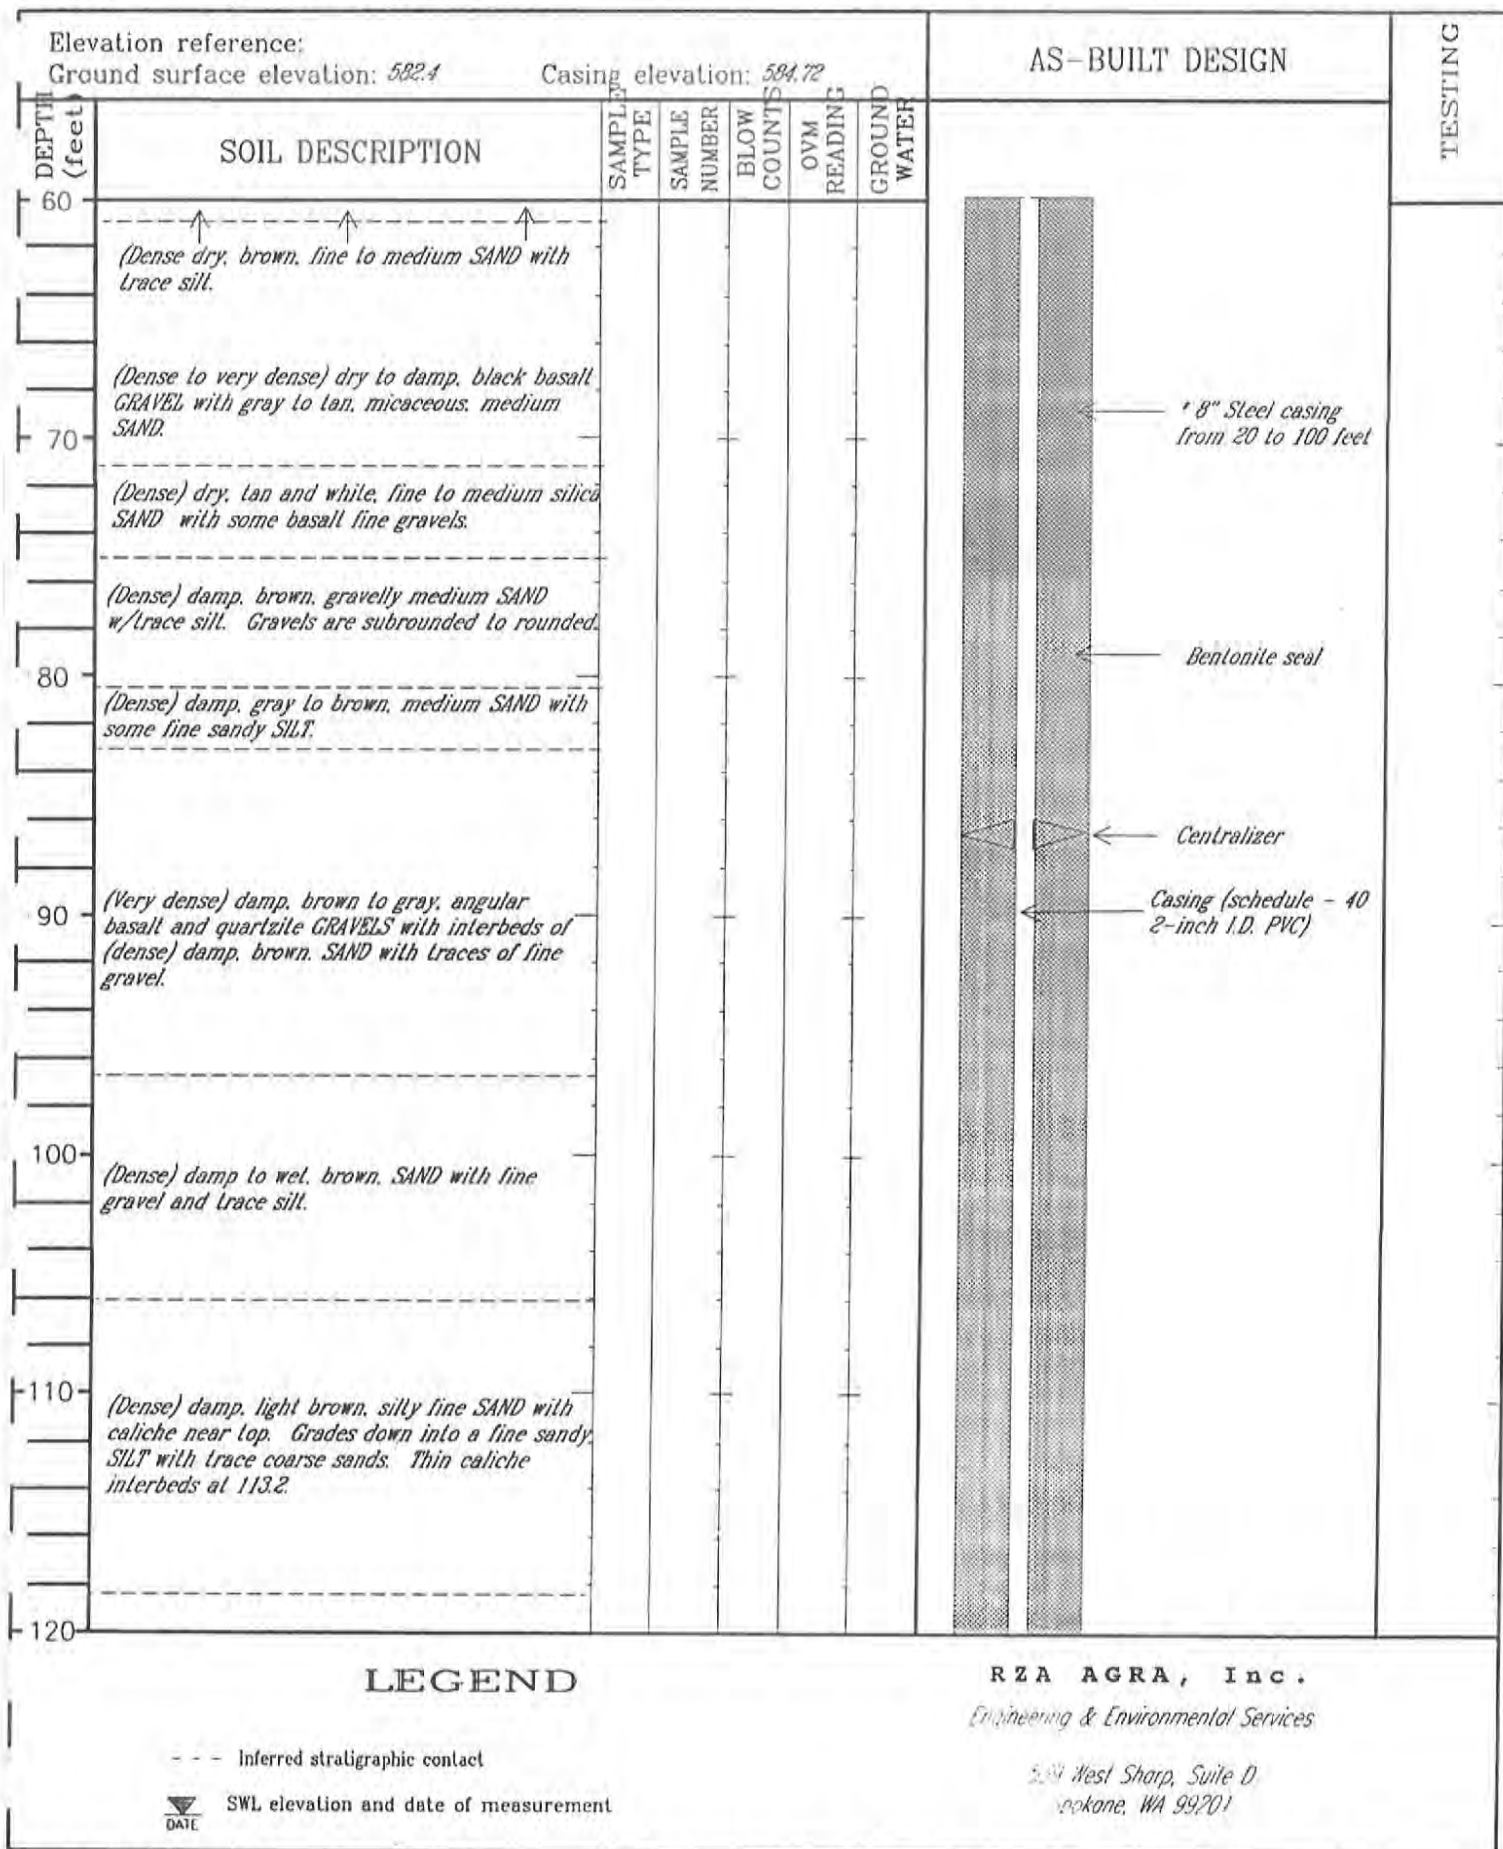 Elevation reference:
Ground surface elevation: 582.4 Casing elevation: 584.72
AS-BUILT DESIGN
TESTING
DEPTH
(feet)
SOIL DESCRIPTION
SAMPLE
TYPE
SAMPLE
NUMBER
BLOW
COUNTS
OVM
READING
GROUND
WATER
60
(Dense dry, brown, fine to medium SAND with
trace silt.
(Dense to very dense) dry to damp, black basalt
GRAVEL with gray to tan, micaceous, medium
SAND.
' 8" Steel casing
from 20 to 100 feet
70
(Dense) dry, tan and white, fine to medium silica
SAND with some basalt fine gravels.
(Dense) damp, brown, gravelly medium SAND
w/trace silt. Gravels are subrounded to rounded.
Bentonite seal
80
(Dense) damp, gray to brown, medium SAND with
some fine sandy SILT.
Centralizer
90
(Very dense) damp, brown to gray, angular
basalt and quartzite GRAVELS with interbeds of
(dense) damp, brown, SAND with traces of fine
gravel.
Casing (schedule - 40
2-inch I.D. PVC)
100
(Dense) damp to wet, brown, SAND with fine
gravel and trace silt.
110
(Dense) damp, light brown, silty fine SAND with
caliche near top. Grades down into a fine sandy
SILT with trace coarse sands. Thin caliche
interbeds at 113.2.
120
LEGEND
- - - Inferred stratigraphic contact
SWL elevation and date of measurement
DATE
RZA AGRA, Inc.
Engineering & Environmental Services
West Sharp, Suite D
WA 99201